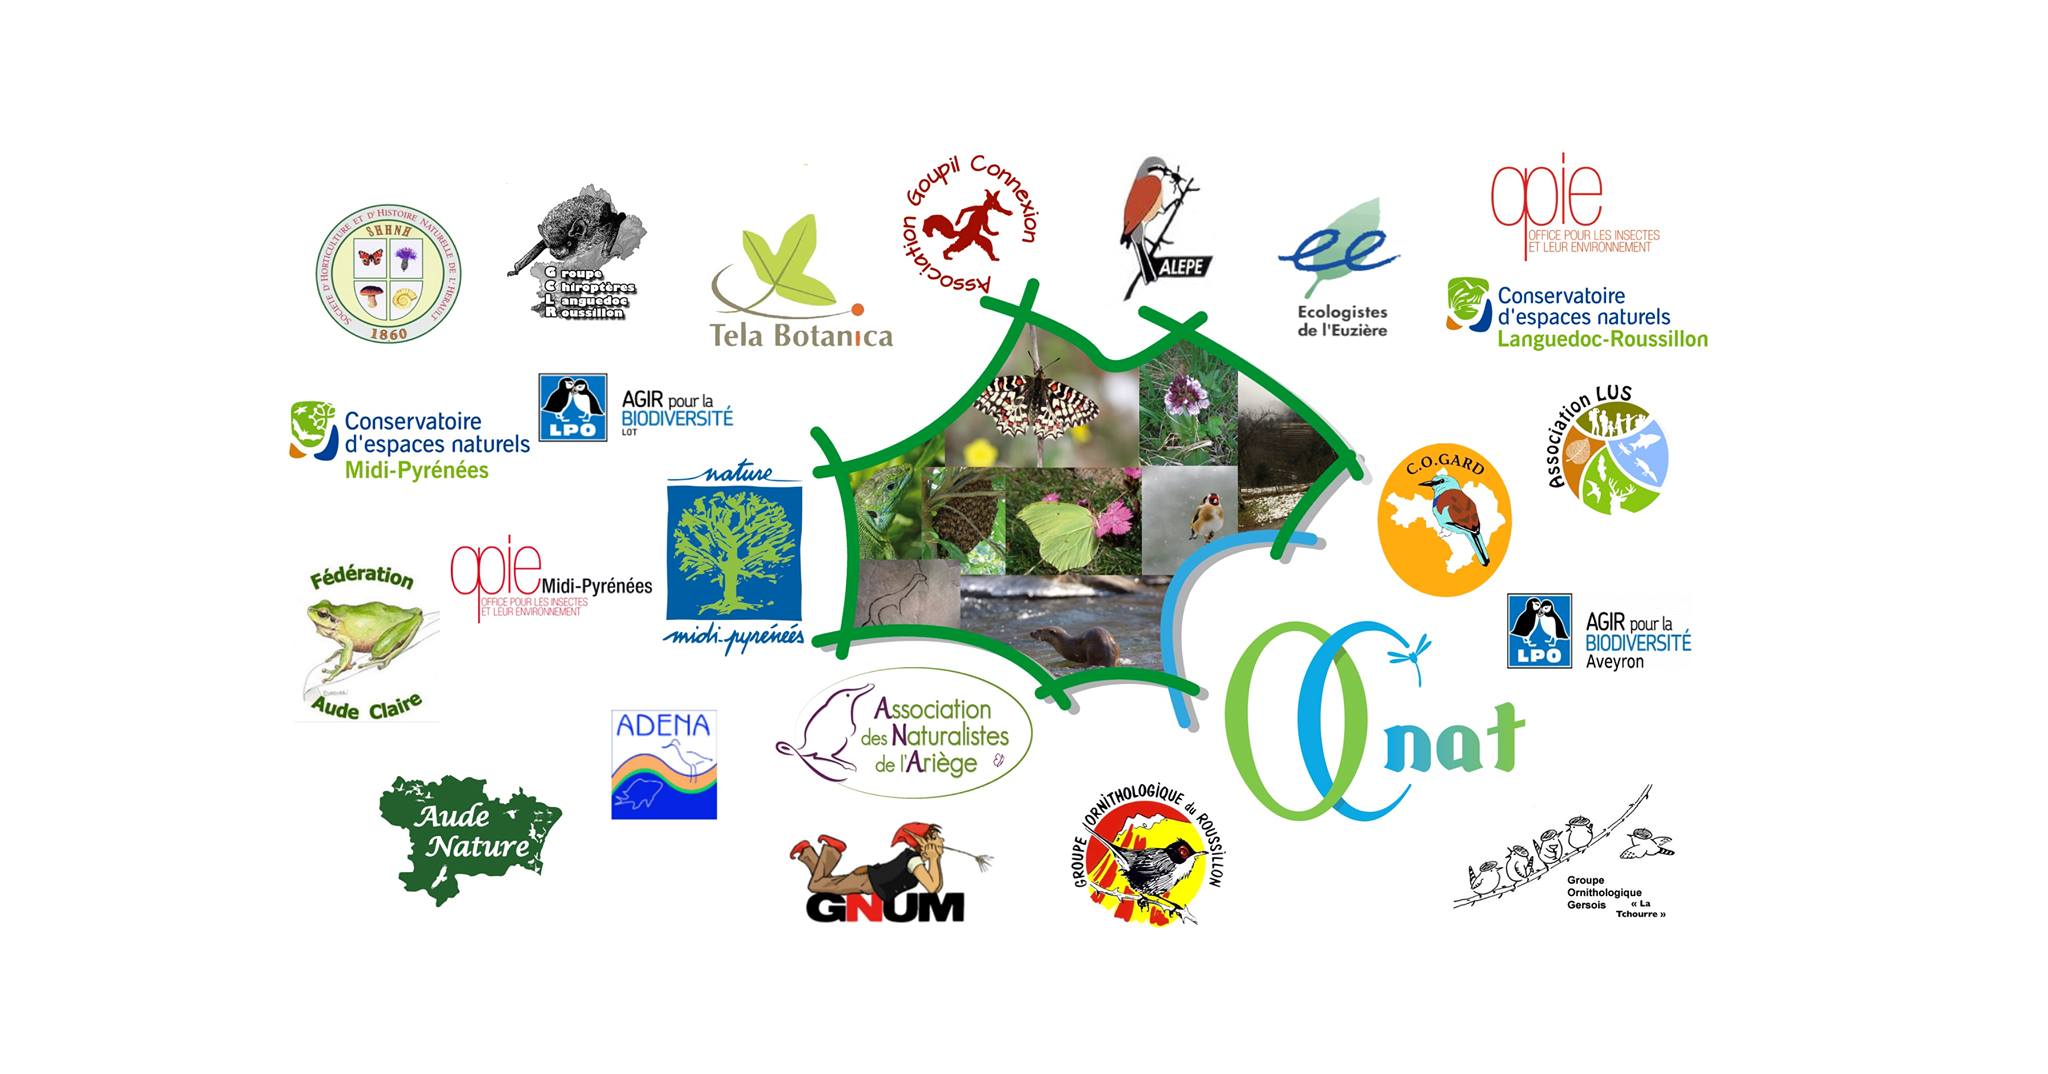 SOCIETE D'HORTICULTURE ET D'HISTOIRE NATURELLE DE L'HERAULT
SHHNH
1860
Groupe
Chiroptères
Languedoc
Roussillon
Tela Botanica
Association Goupil Connexion
ALEPE
ee
Ecologistes
de l'Euzière
opie
OFFICE POUR LES INSECTES
ET LEUR ENVIRONNEMENT
Conservatoire
d'espaces naturels
Languedoc-Roussillon
Conservatoire
d'espaces naturels
Midi-Pyrénées
LPO
AGIR pour la
BIODIVERSITÉ
LOT
nature
midi-pyrénées
Association LUS
C.O.GARD
Fédération
Aude Claire
opie Midi-Pyrénées
OFFICE POUR LES INSECTES
ET LEUR ENVIRONNEMENT
LPO
AGIR pour la
BIODIVERSITÉ
Aveyron
OCnat
ADENA
Association
des Naturalistes
de l'Ariège
Aude
Nature
GNUM
GROUPE ORNITHOLOGIQUE du ROUSSILLON
Groupe
Ornithologique
Gersois « La
Tchourre »